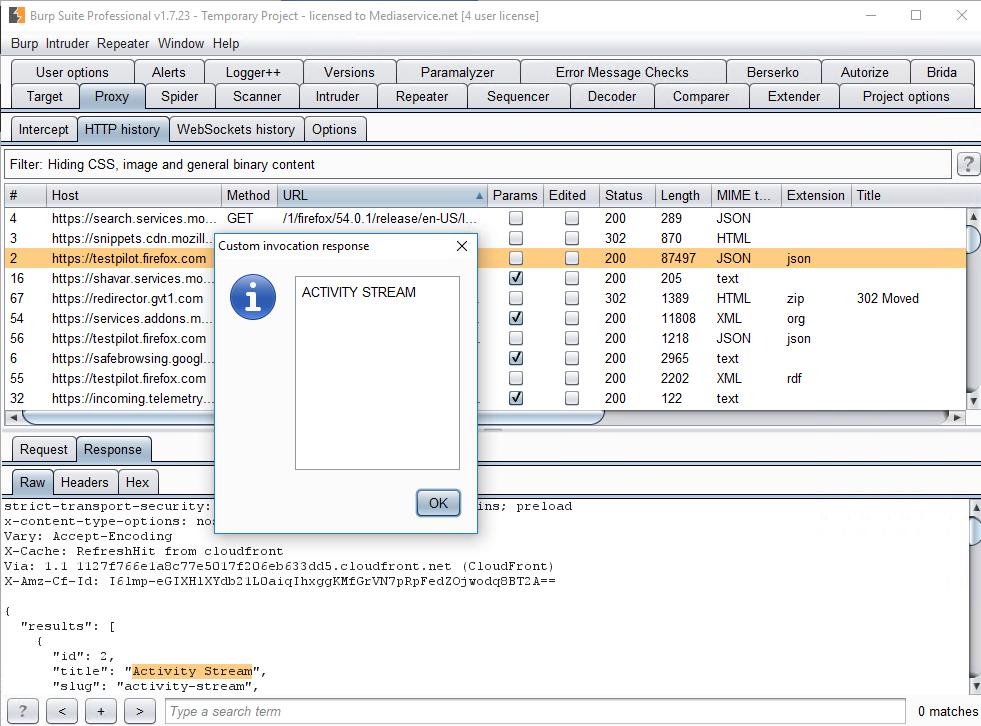 Burp Suite Professional v1.7.23 - Temporary Project - licensed to Mediaservice.net [4 user license]
Burp Intruder Repeater Window Help
User options Alerts Logger++ Versions Paramalyzer Error Message Checks Berserko Autorize Brida
Target Proxy Spider Scanner Intruder Repeater Sequencer Decoder Comparer Extender Project options
Intercept HTTP history WebSockets history Options
Filter: Hiding CSS, image and general binary content ?
# Host Method URL Params Edited Status Length MIME t... Extension Title
4 https://search.services.mo... GET /1/firefox/54.0.1/release/en-US/l... 200 289 JSON
3 https://snippets.cdn.mozill... 302 870 HTML
2 https://testpilot.firefox.com 200 87497 JSON json
16 https://shavar.services.mo... 200 205 text
67 https://redirector.gvt1.com 302 1389 HTML zip 302 Moved
54 https://services.addons.m... 200 11808 XML org
56 https://testpilot.firefox.com 200 1218 JSON json
6 https://safebrowsing.googl... 200 2965 text
55 https://testpilot.firefox.com 200 2202 XML rdf
32 https://incoming.telemetry... 200 122 text
Custom invocation response
ACTIVITY STREAM
OK
Request Response
Raw Headers Hex
strict-transport-security: ins; preload
x-content-type-options: nos
Vary: Accept-Encoding
X-Cache: RefreshHit from cloudfront
Via: 1.1 1127f766e1a8c77e5017f206eb633dd5.cloudfront.net (CloudFront)
{
"results": [
{
"id": 2,
"title": "Activity Stream",
"slug": "activity-stream",
? < + > Type a search term 0 matches